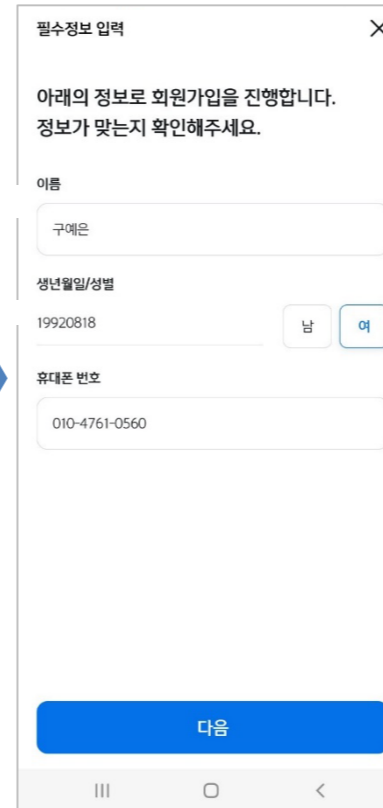 필수정보 입력
아래의 정보로 회원가입을 진행합니다.
정보가 맞는지 확인해주세요.
이름
구예은
생년월일/성별
19920818 남 여
휴대폰 번호
010-4761-0560
다음